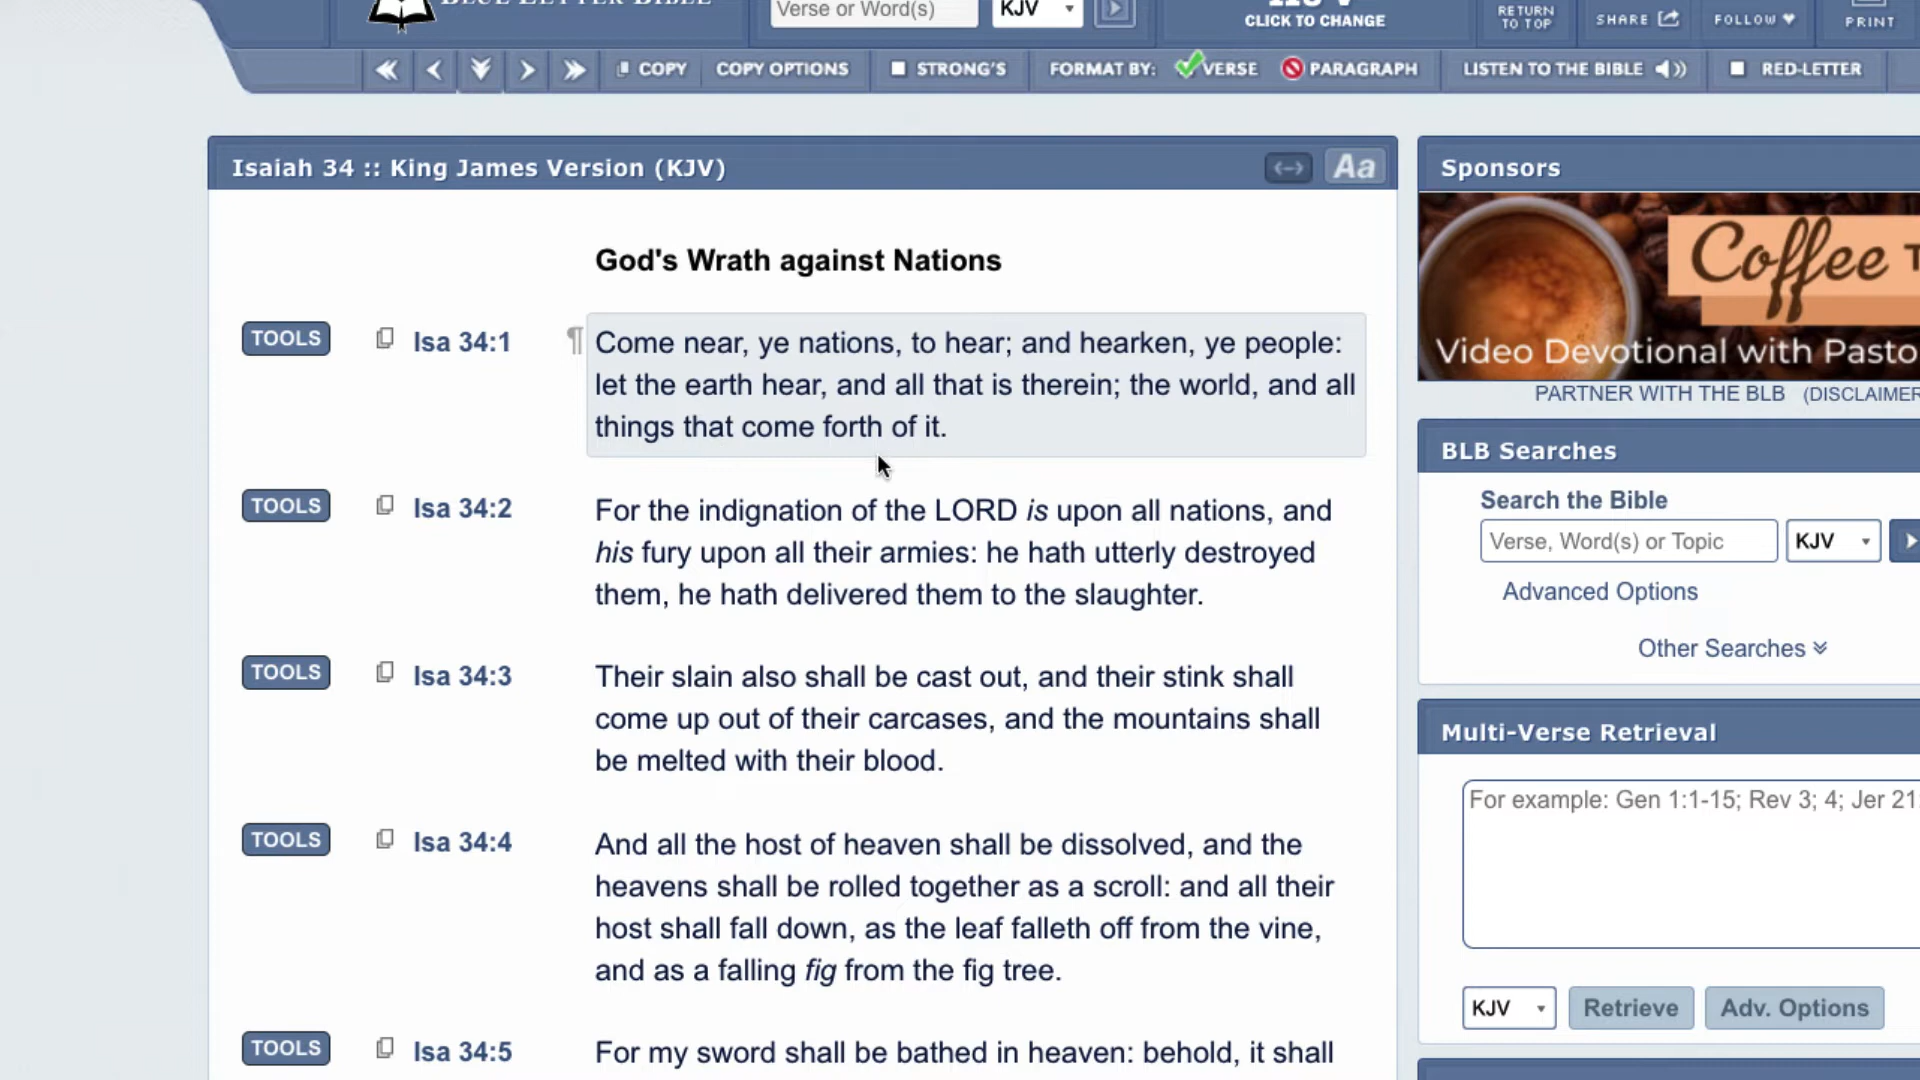 BLUE LETTER BIBLE
Verse or Word(s)
KJV
CLICK TO CHANGE
RETURN
TO TOP
SHARE
FOLLOW
PRINT
COPY
COPY OPTIONS
STRONG'S
FORMAT BY:
VERSE
PARAGRAPH
LISTEN TO THE BIBLE
RED-LETTER
Isaiah 34 :: King James Version (KJV)
Aa
God's Wrath against Nations
TOOLS
Isa 34:1
¶
Come near, ye nations, to hear; and hearken, ye people:
let the earth hear, and all that is therein; the world, and all
things that come forth of it.
TOOLS
Isa 34:2
For the indignation of the LORD is upon all nations, and
his fury upon all their armies: he hath utterly destroyed
them, he hath delivered them to the slaughter.
TOOLS
Isa 34:3
Their slain also shall be cast out, and their stink shall
come up out of their carcases, and the mountains shall
be melted with their blood.
TOOLS
Isa 34:4
And all the host of heaven shall be dissolved, and the
heavens shall be rolled together as a scroll: and all their
host shall fall down, as the leaf falleth off from the vine,
and as a falling fig from the fig tree.
TOOLS
Isa 34:5
For my sword shall be bathed in heaven: behold, it shall
Sponsors
Coffee T
Video Devotional with Pasto
PARTNER WITH THE BLB (DISCLAIMER
BLB Searches
Search the Bible
Verse, Word(s) or Topic
KJV
Advanced Options
Other Searches
Multi-Verse Retrieval
For example: Gen 1:1-15; Rev 3; 4; Jer 21:
KJV
Retrieve
Adv. Options